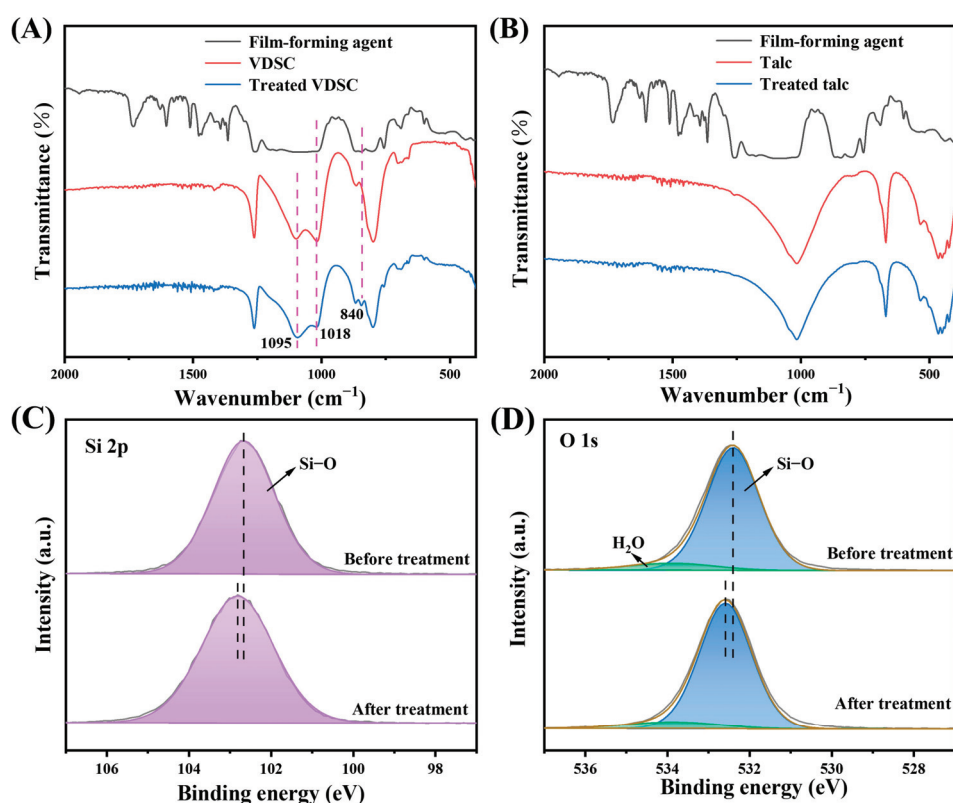 (A)
Film-forming agent
VDSC
Treated VDSC
Transmittance (%)
1095
1018
840
2000
1500
1000
500
Wavenumber (cm⁻¹)
(B)
Film-forming agent
Talc
Treated talc
Transmittance (%)
2000
1500
1000
500
Wavenumber (cm⁻¹)
(C)
Si 2p
Si−O
Before treatment
After treatment
Intensity (a.u.)
106
104
102
100
98
Binding energy (eV)
(D)
O 1s
Si−O
H₂O
Before treatment
After treatment
Intensity (a.u.)
536
534
532
530
528
Binding energy (eV)